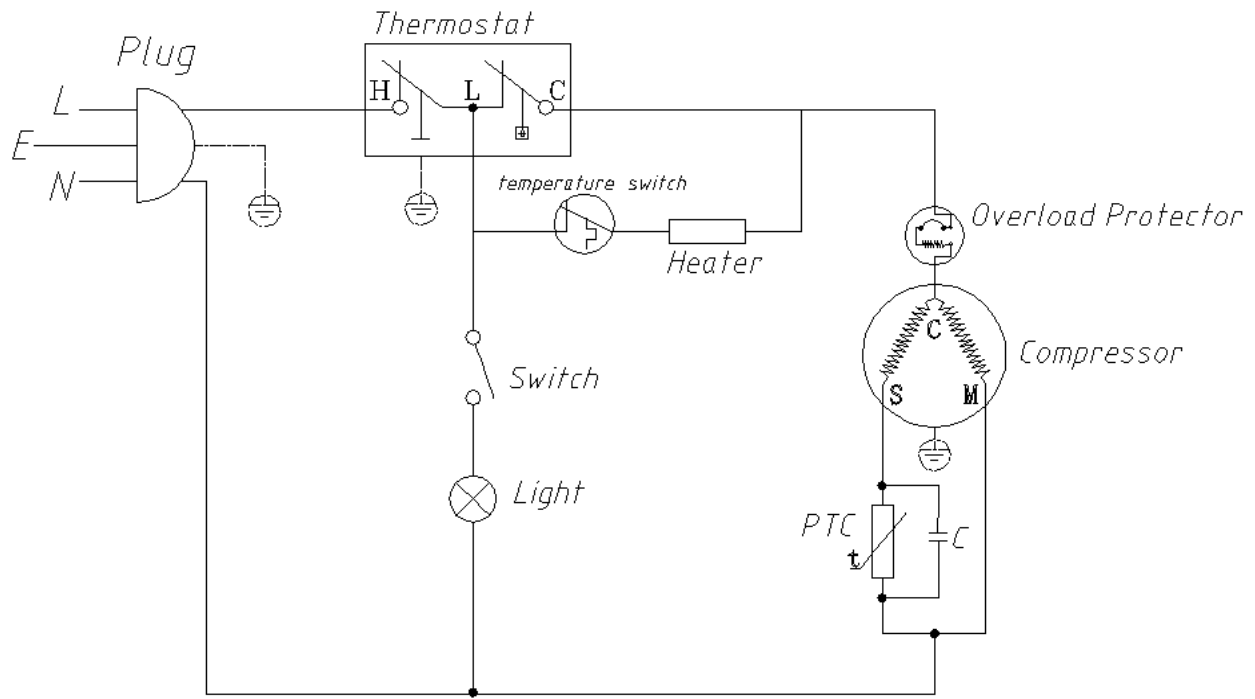 Thermostat
Plug
H L C
L
E
N
temperature switch
Heater
Overload Protector
C
Compressor
S M
Switch
Light
PTC
C
t